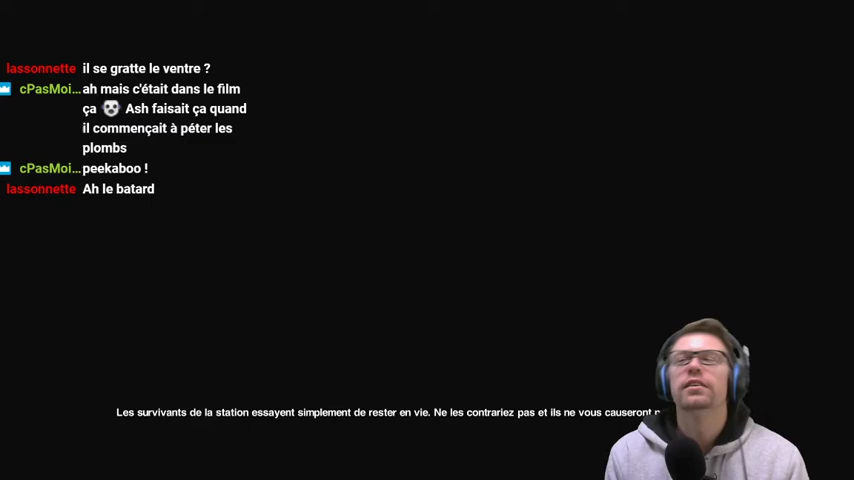 lassonnette il se gratte le ventre ?
cPasMoi... ah mais c'était dans le film
ça Ash faisait ça quand
il commençait à péter les
plombs
cPasMoi... peekaboo !
lassonnette Ah le batard
Les survivants de la station essayent simplement de rester en vie. Ne les contrariez pas et ils ne vous causeront